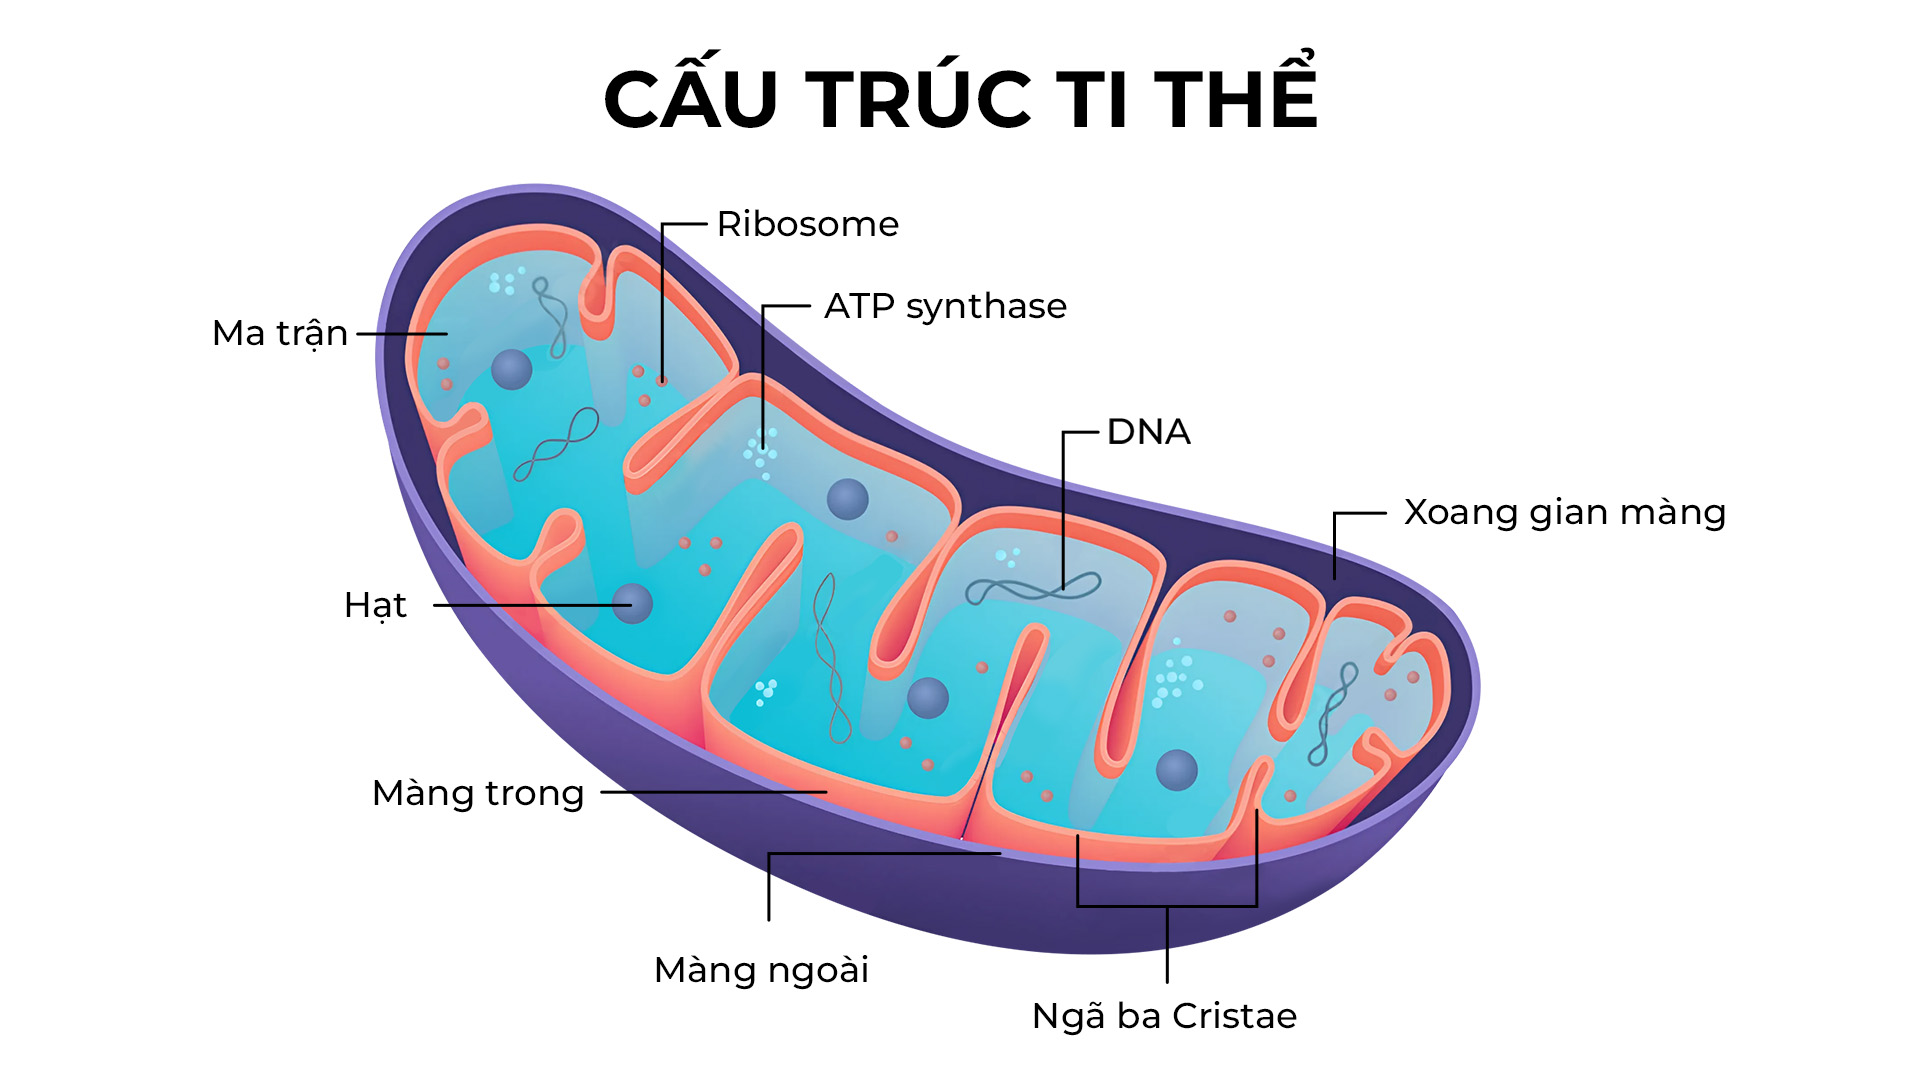 CẤU TRÚC TI THỂ
Ribosome
ATP synthase
Ma trận
DNA
Xoang gian màng
Hạt
Màng trong
Màng ngoài
Ngã ba Cristae